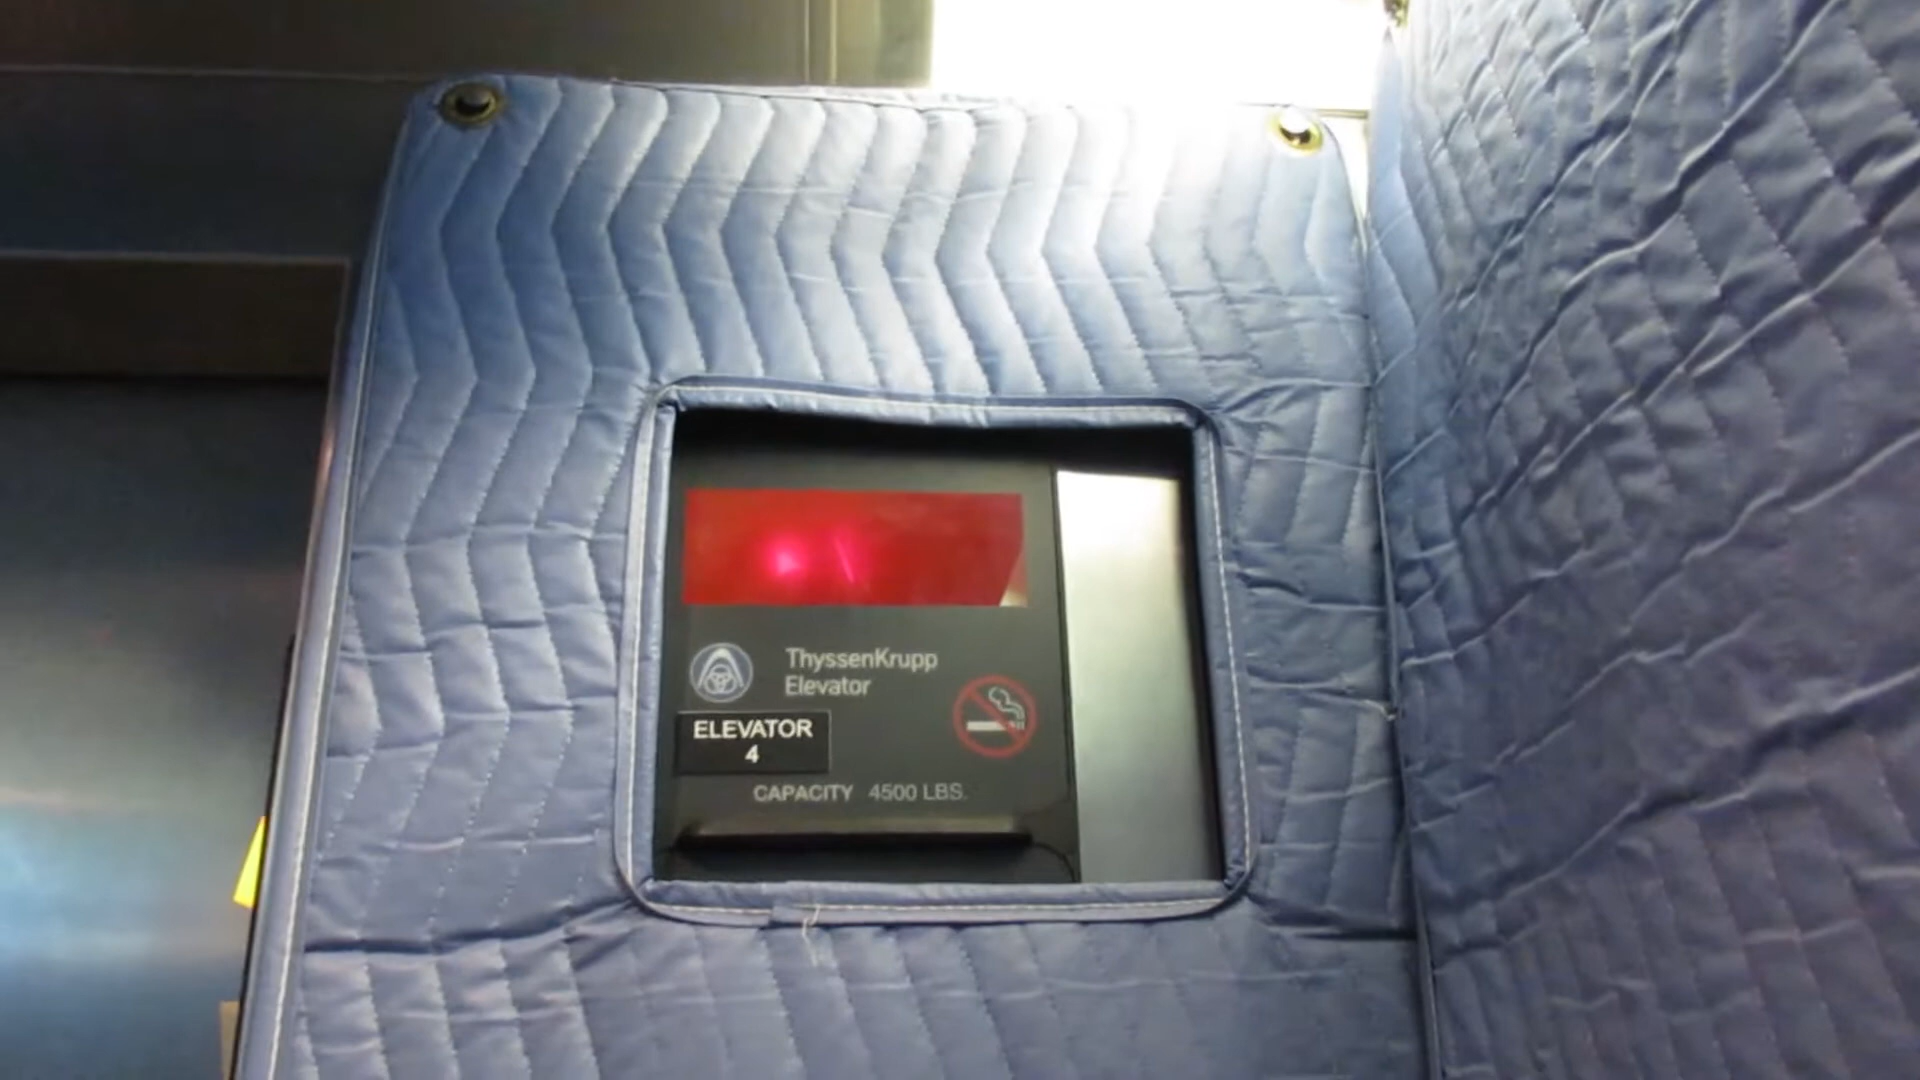 ThyssenKrupp
Elevator
ELEVATOR
4
CAPACITY 4500 LBS.